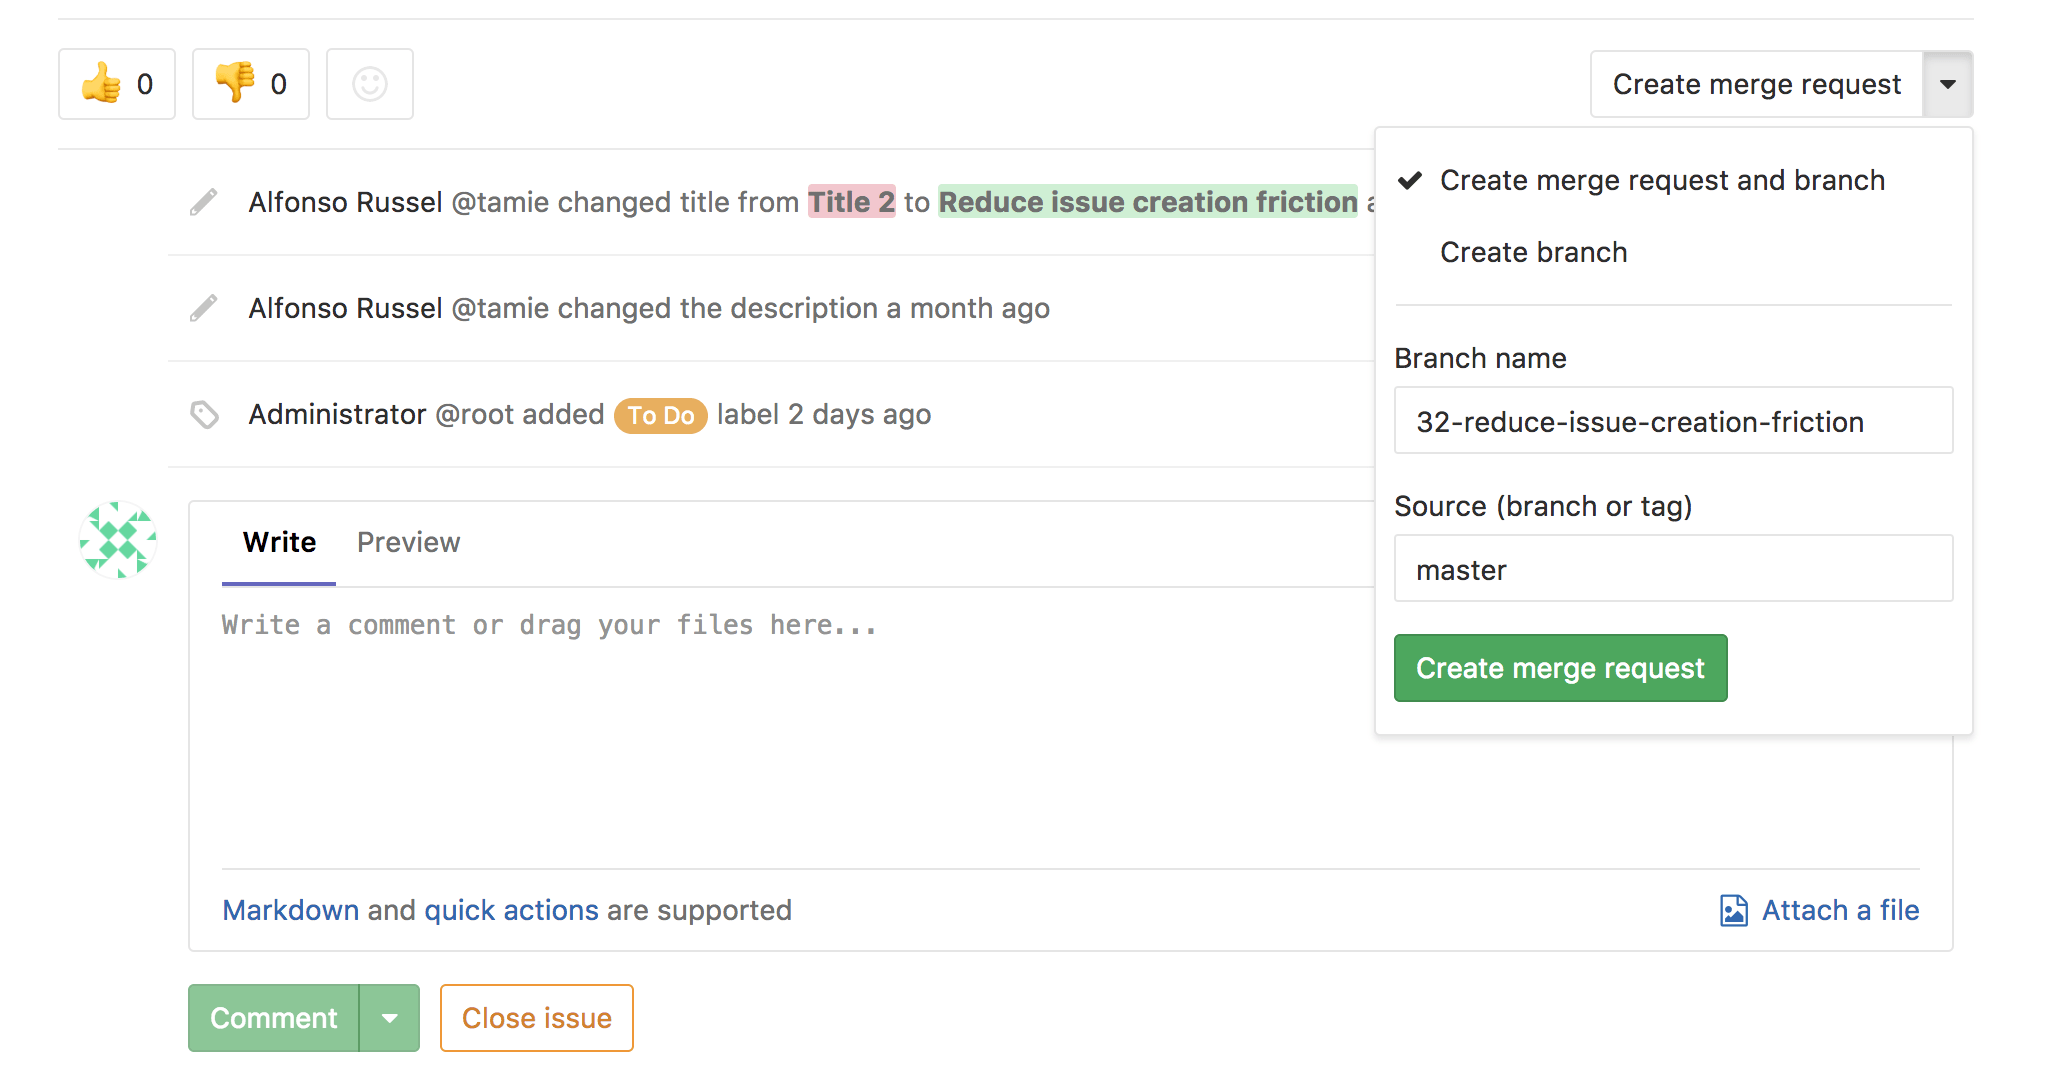 0 0 Create merge request
Create merge request and branch
Create branch
Branch name
32-reduce-issue-creation-friction
Source (branch or tag)
master
Create merge request
Alfonso Russel @tamie changed title from Title 2 to Reduce issue creation friction
Alfonso Russel @tamie changed the description a month ago
Administrator @root added To Do label 2 days ago
Write Preview
Write a comment or drag your files here...
Markdown and quick actions are supported Attach a file
Comment Close issue